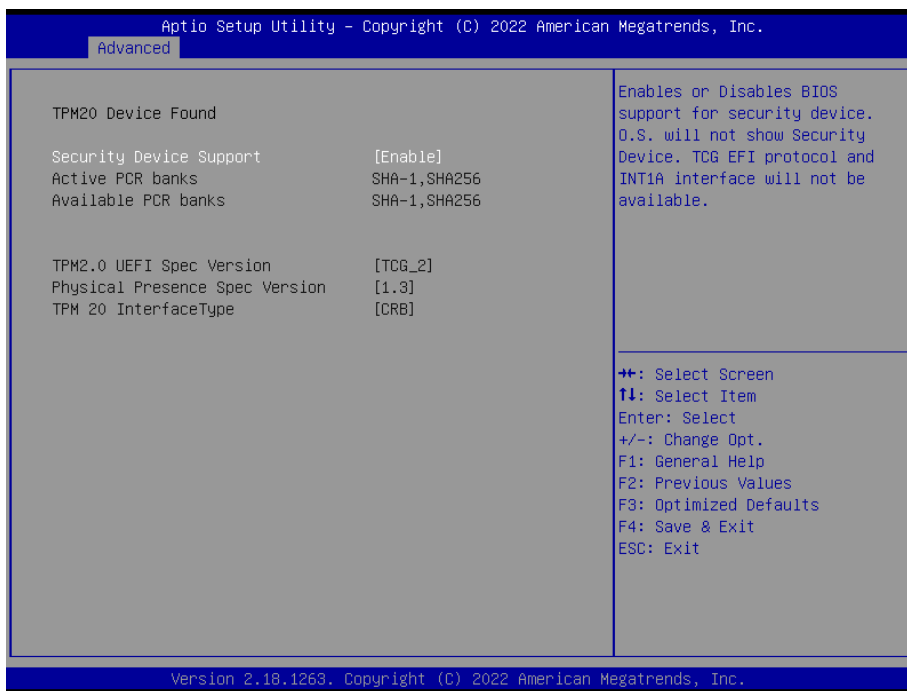 Aptio Setup Utility – Copyright (C) 2022 American Megatrends, Inc.
Advanced
TPM20 Device Found
Security Device Support [Enable]
Active PCR banks SHA-1,SHA256
Available PCR banks SHA-1,SHA256
TPM2.0 UEFI Spec Version [TCG_2]
Physical Presence Spec Version [1.3]
TPM 20 InterfaceType [CRB]
Enables or Disables BIOS
support for security device.
O.S. will not show Security
Device. TCG EFI protocol and
INT1A interface will not be
available.
→←: Select Screen
↑↓: Select Item
Enter: Select
+/-: Change Opt.
F1: General Help
F2: Previous Values
F3: Optimized Defaults
F4: Save & Exit
ESC: Exit
Version 2.18.1263. Copyright (C) 2022 American Megatrends, Inc.